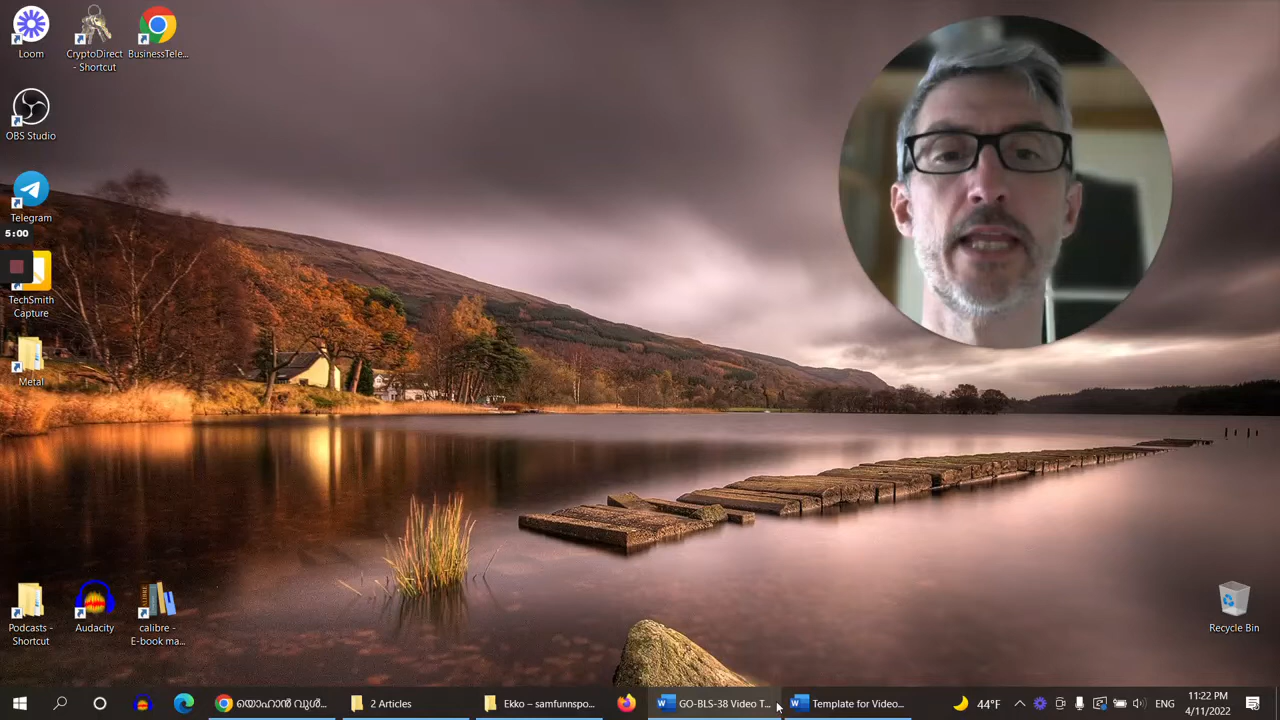 Loom
CryptoDirect
- Shortcut
BusinessTele...
OBS Studio
Telegram
5:00
TechSmith
Capture
Metal
Podcasts -
Shortcut
Audacity
calibre -
E-book ma...
Recycle Bin
യൊഹാൻ വുൾ...
2 Articles
Ekko – samfunnspo...
GO-BLS-38 Video T...
Template for Video...
44°F
ENG
11:22 PM
4/11/2022